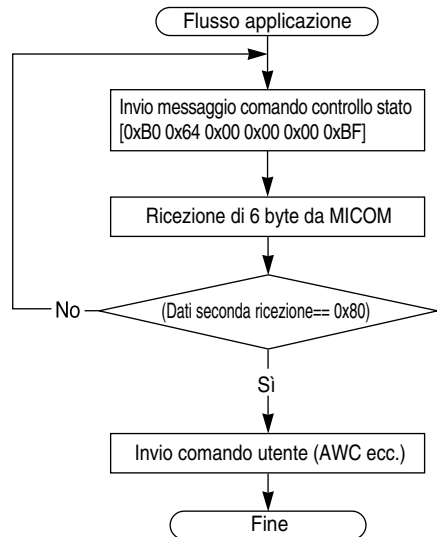 Flusso applicazione
Invio messaggio comando controllo stato
[0xB0 0x64 0x00 0x00 0x00 0xBF]
Ricezione di 6 byte da MICOM
(Dati seconda ricezione== 0x80)
No
Sì
Invio comando utente (AWC ecc.)
Fine